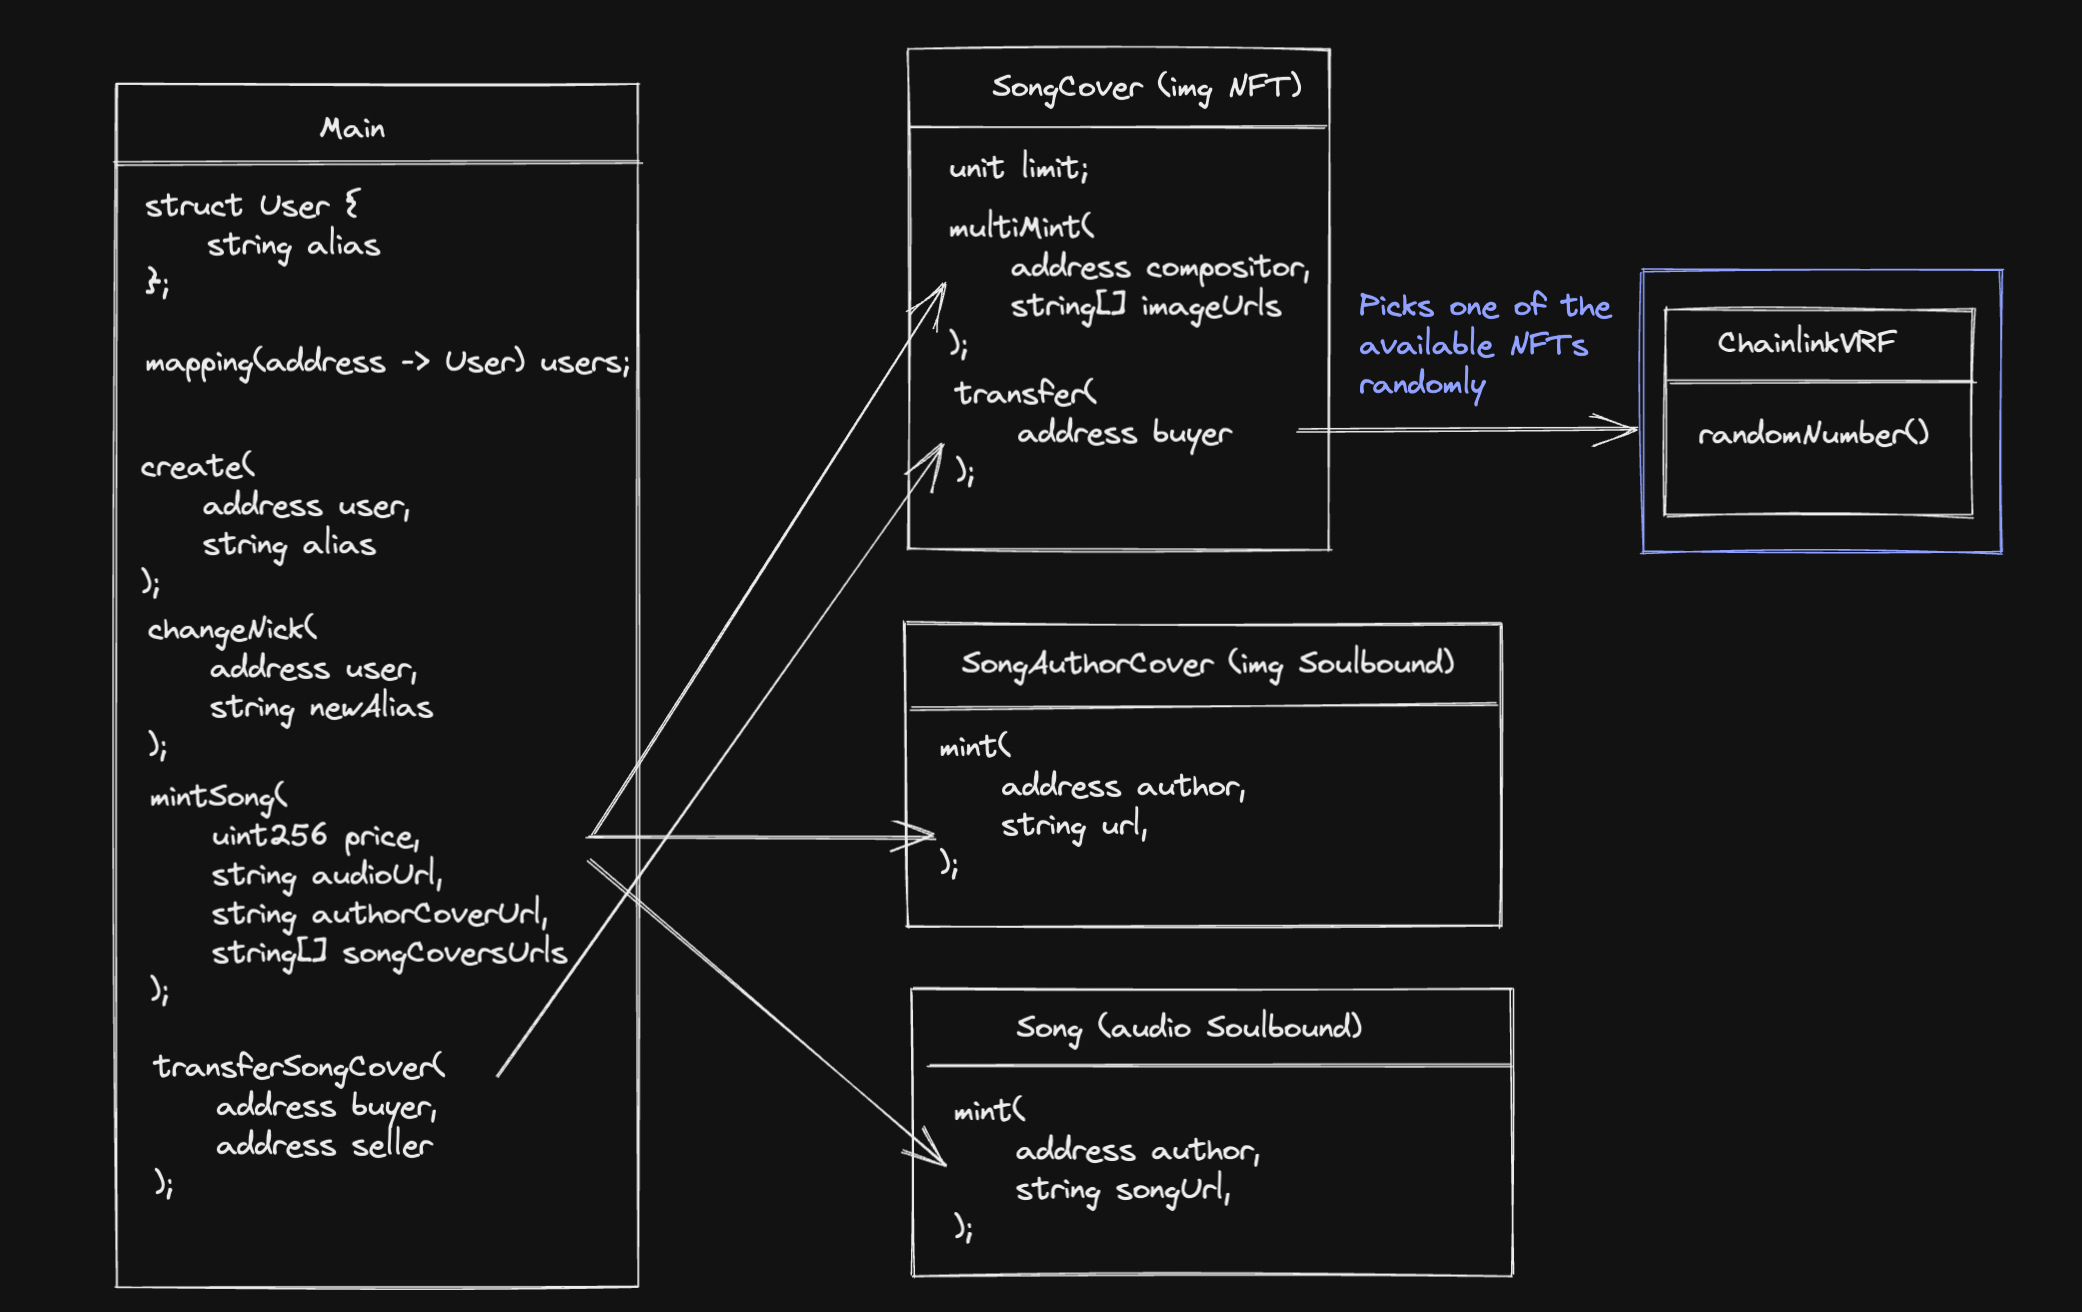 Main
struct User {
string alias
};
mapping(address -> User) users;
create(
address user,
string alias
);
changeNick(
address user,
string newAlias
);
mintSong(
uint256 price,
string audioUrl,
string authorCoverUrl,
string[] songCoversUrls
);
transferSongCover(
address buyer,
address seller
);
SongCover (img NFT)
unit limit;
multiMint(
address compositor,
string[] imageUrls
);
transfer(
address buyer
);
Picks one of the
available NFTs
randomly
ChainlinkVRF
randomNumber()
SongAuthorCover (img Soulbound)
mint(
address author,
string url,
);
Song (audio Soulbound)
mint(
address author,
string songUrl,
);